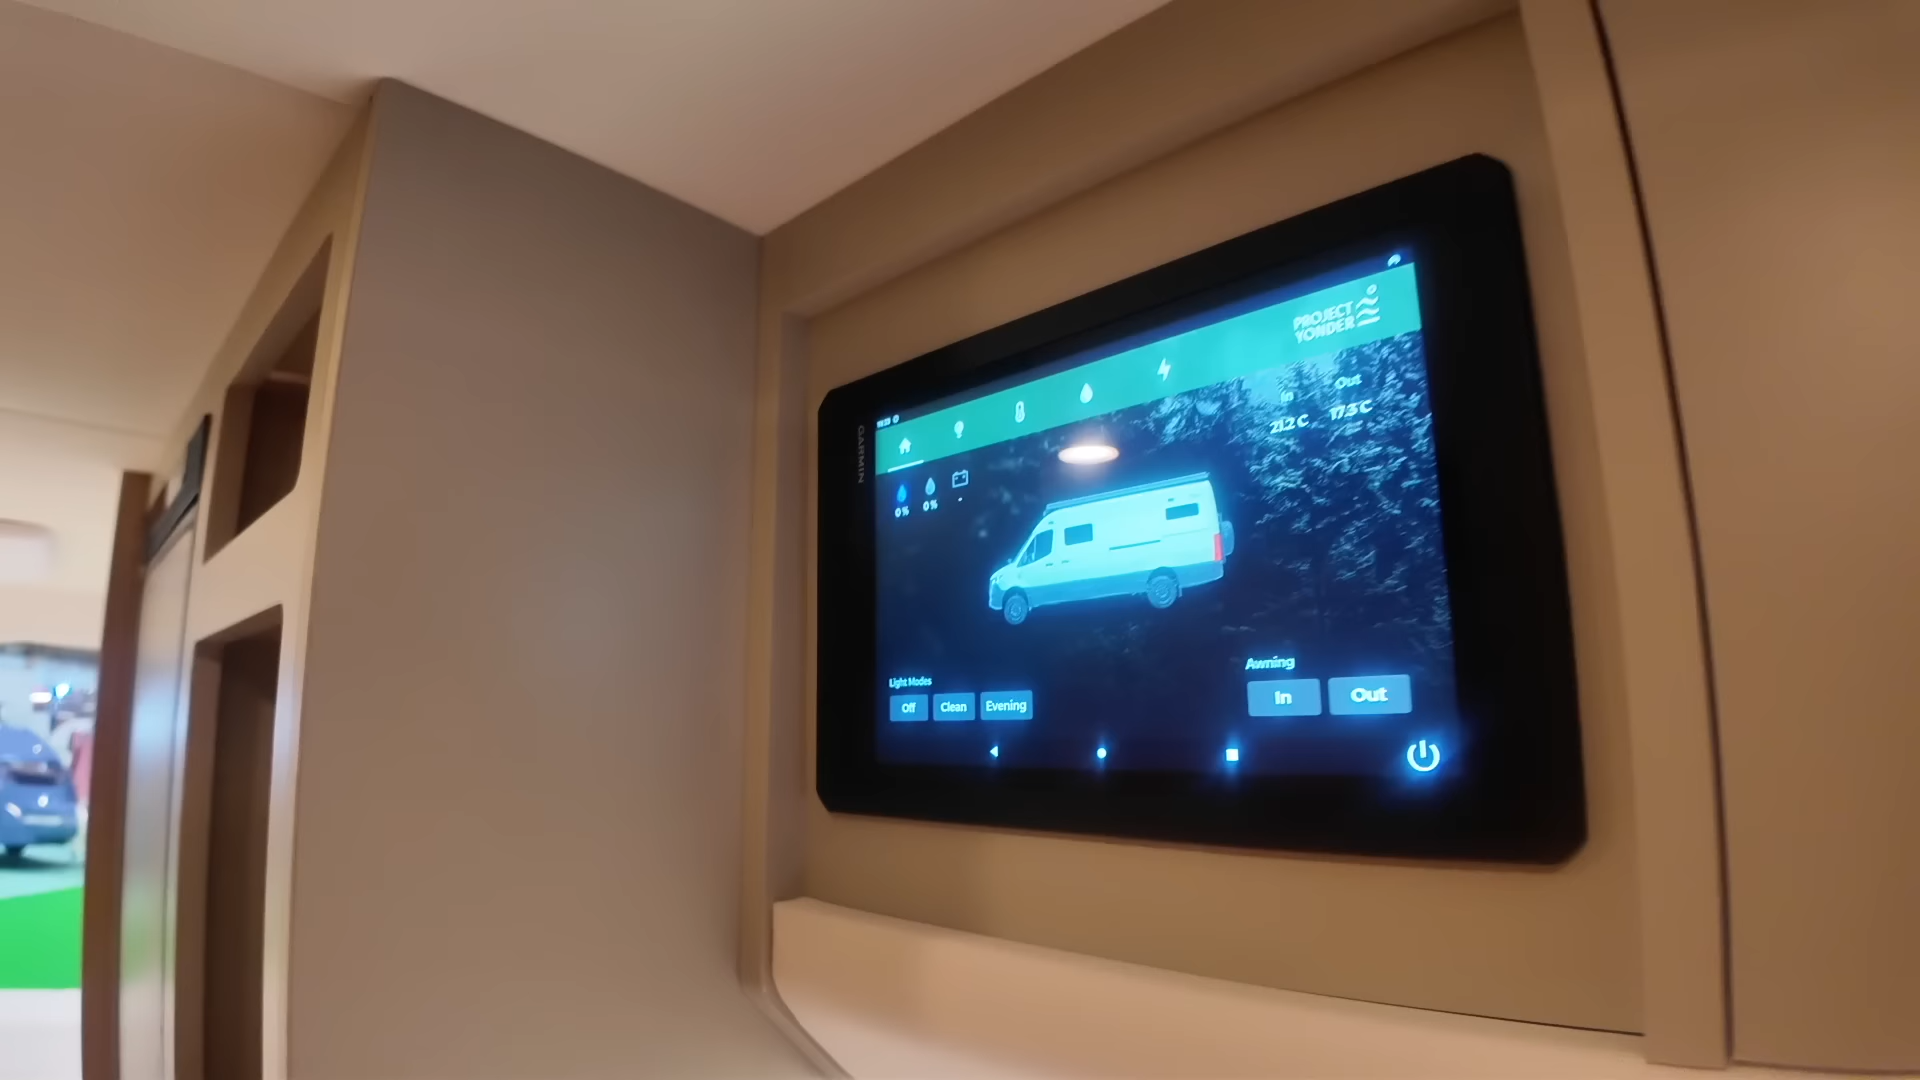 GARMIN
PROJECT
YONDER
In
Out
21.2 C
17.3 C
0 %
0 %
-
Light Modes
Off
Clean
Evening
Awning
In
Out